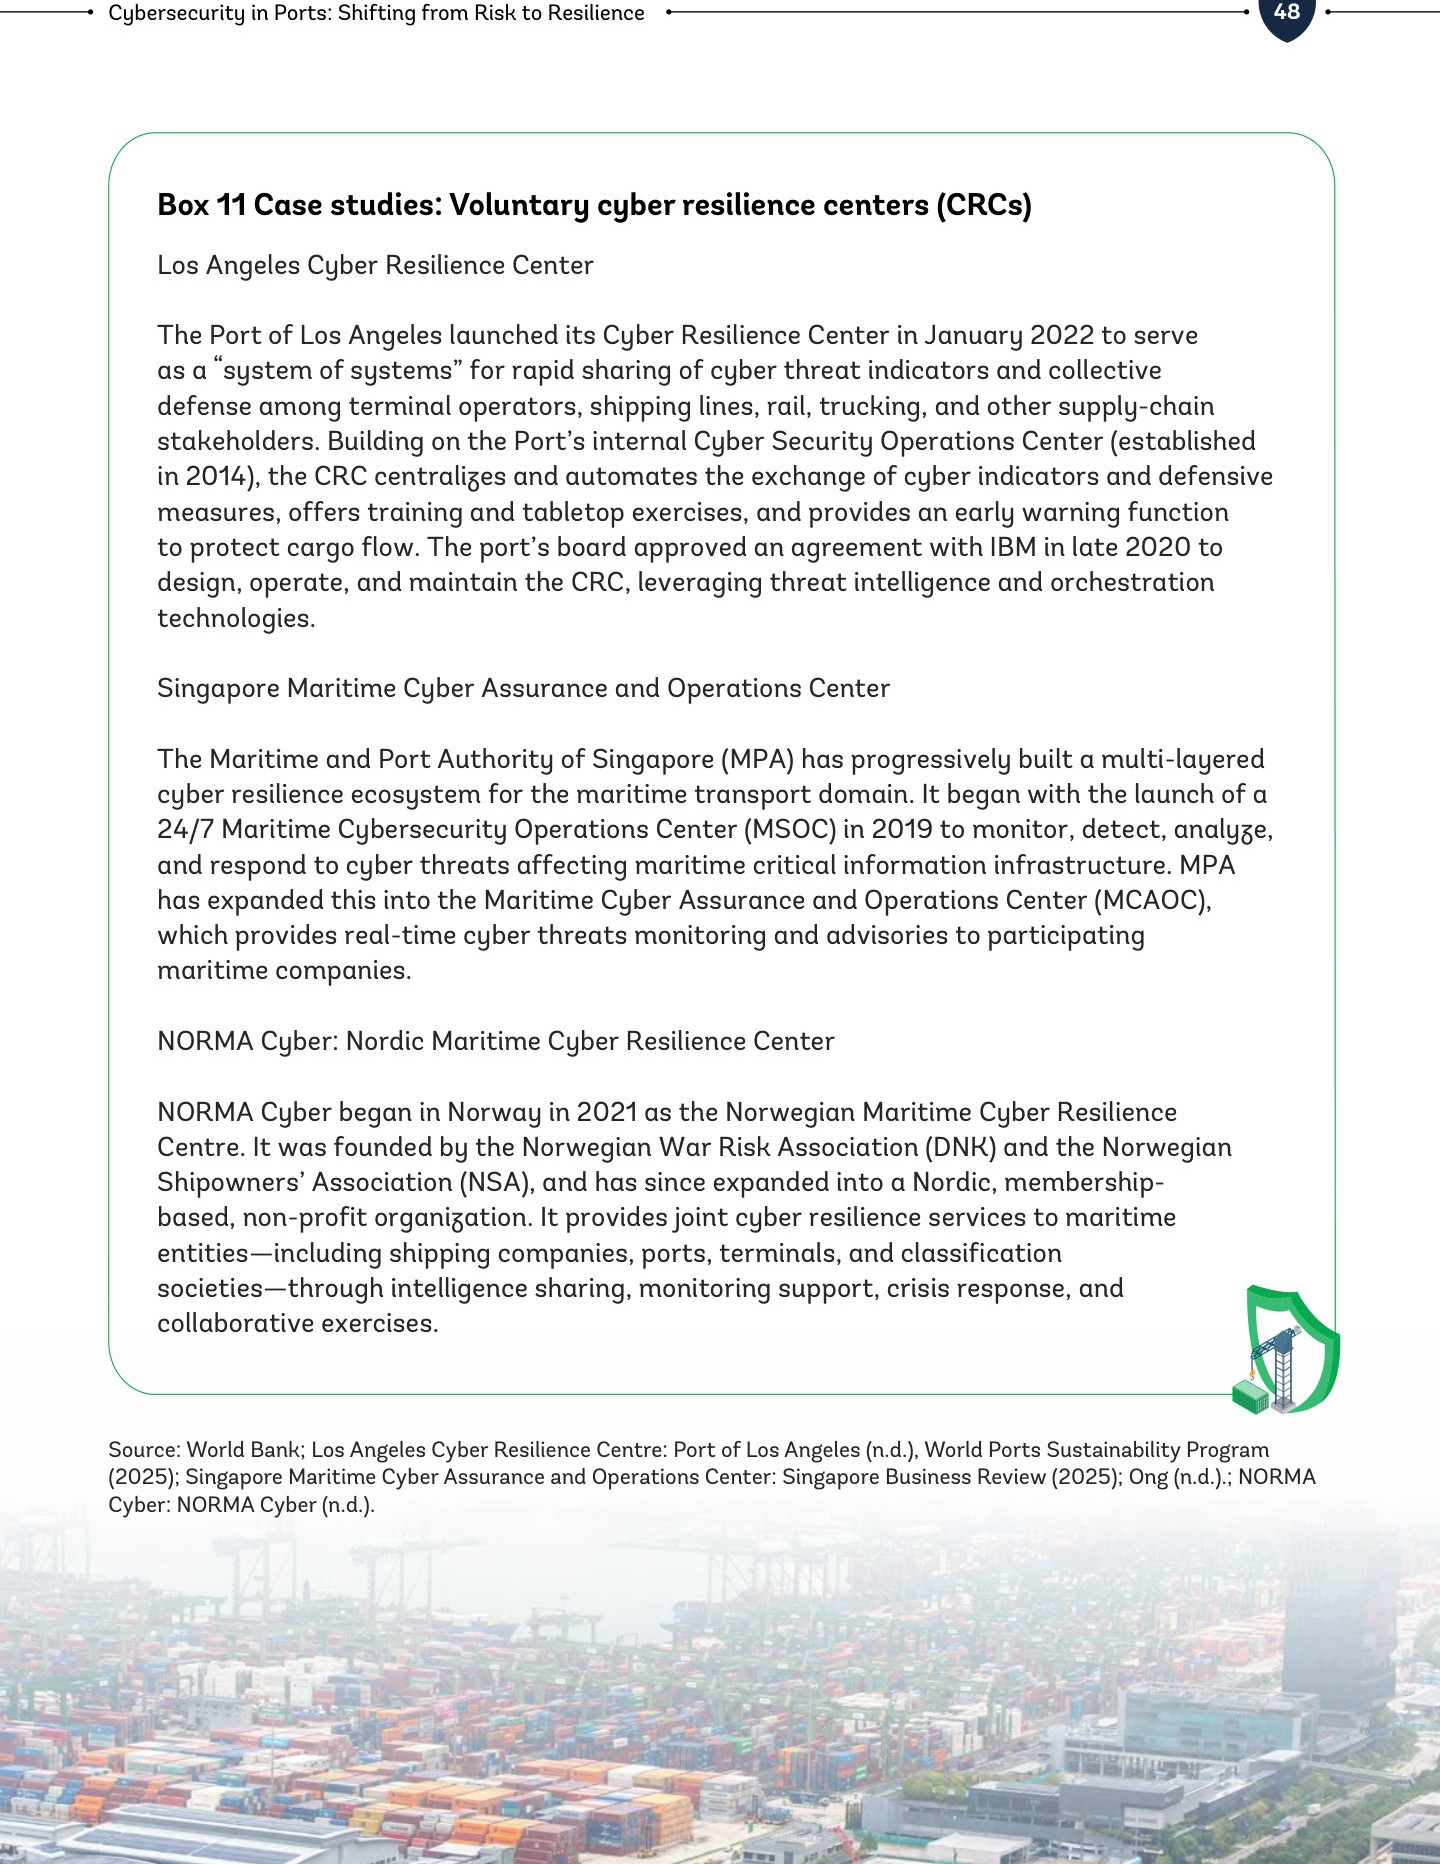 Cybersecurity in Ports: Shifting from Risk to Resilience
48
Box 11 Case studies: Voluntary cyber resilience centers (CRCs)
Los Angeles Cyber Resilience Center
The Port of Los Angeles launched its Cyber Resilience Center in January 2022 to serve
as a “system of systems” for rapid sharing of cyber threat indicators and collective
defense among terminal operators, shipping lines, rail, trucking, and other supply-chain
stakeholders. Building on the Port’s internal Cyber Security Operations Center (established
in 2014), the CRC centralizes and automates the exchange of cyber indicators and defensive
measures, offers training and tabletop exercises, and provides an early warning function
to protect cargo flow. The port’s board approved an agreement with IBM in late 2020 to
design, operate, and maintain the CRC, leveraging threat intelligence and orchestration
technologies.
Singapore Maritime Cyber Assurance and Operations Center
The Maritime and Port Authority of Singapore (MPA) has progressively built a multi-layered
cyber resilience ecosystem for the maritime transport domain. It began with the launch of a
24/7 Maritime Cybersecurity Operations Center (MSOC) in 2019 to monitor, detect, analyze,
and respond to cyber threats affecting maritime critical information infrastructure. MPA
has expanded this into the Maritime Cyber Assurance and Operations Center (MCAOC),
which provides real-time cyber threats monitoring and advisories to participating
maritime companies.
NORMA Cyber: Nordic Maritime Cyber Resilience Center
NORMA Cyber began in Norway in 2021 as the Norwegian Maritime Cyber Resilience
Centre. It was founded by the Norwegian War Risk Association (DNK) and the Norwegian
Shipowners’ Association (NSA), and has since expanded into a Nordic, membership-
based, non-profit organization. It provides joint cyber resilience services to maritime
entities—including shipping companies, ports, terminals, and classification
societies—through intelligence sharing, monitoring support, crisis response, and
collaborative exercises.
Source: World Bank; Los Angeles Cyber Resilience Centre: Port of Los Angeles (n.d.), World Ports Sustainability Program
(2025); Singapore Maritime Cyber Assurance and Operations Center: Singapore Business Review (2025); Ong (n.d.).; NORMA
Cyber: NORMA Cyber (n.d.).